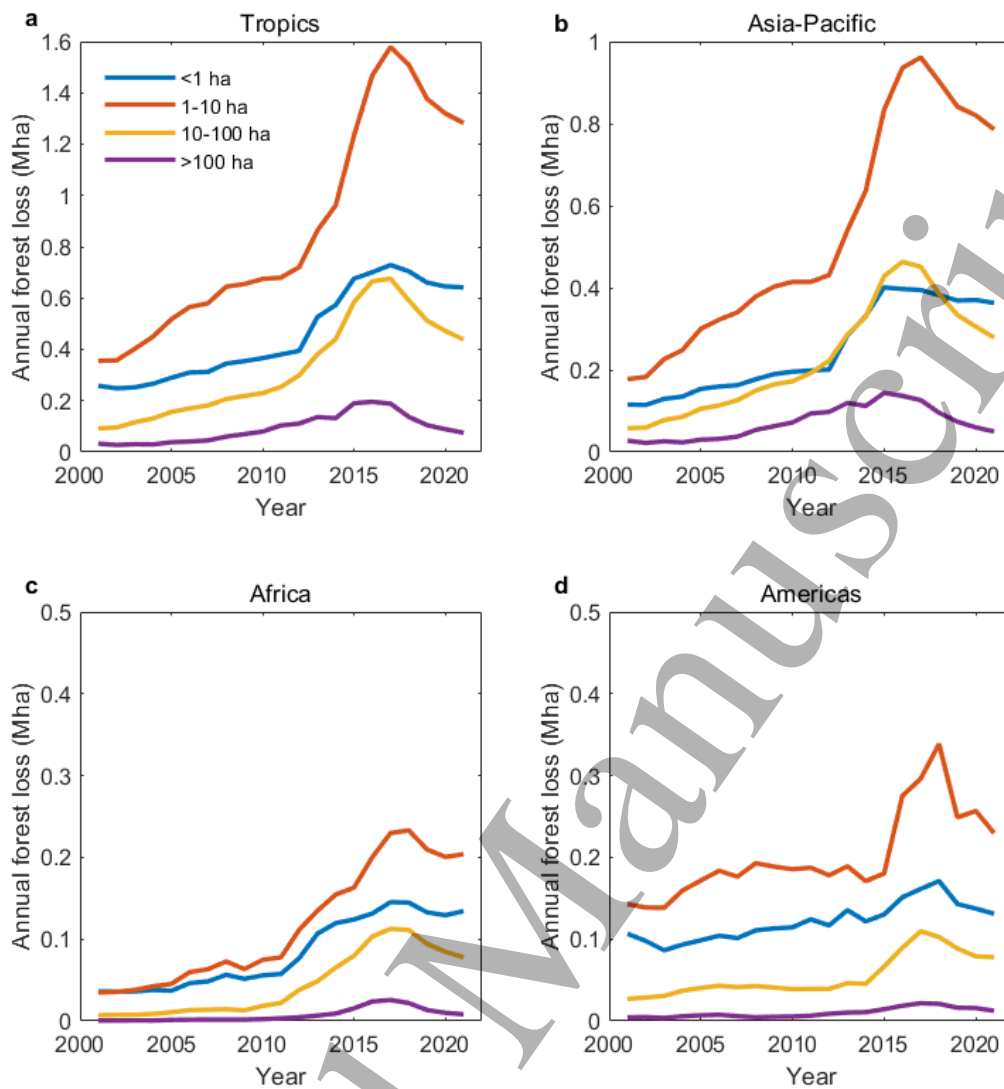 a
Tropics
1.6
1.4
1.2
1
0.8
0.6
0.4
0.2
0
Annual forest loss (Mha)
<1 ha
1-10 ha
10-100 ha
>100 ha
2000 2005 2010 2015 2020
Year
b
Asia-Pacific
1
0.8
0.6
0.4
0.2
0
Annual forest loss (Mha)
2000 2005 2010 2015 2020
Year
c
Africa
0.5
0.4
0.3
0.2
0.1
0
Annual forest loss (Mha)
2000 2005 2010 2015 2020
Year
d
Americas
0.5
0.4
0.3
0.2
0.1
0
Annual forest loss (Mha)
2000 2005 2010 2015 2020
Year
Manuscri